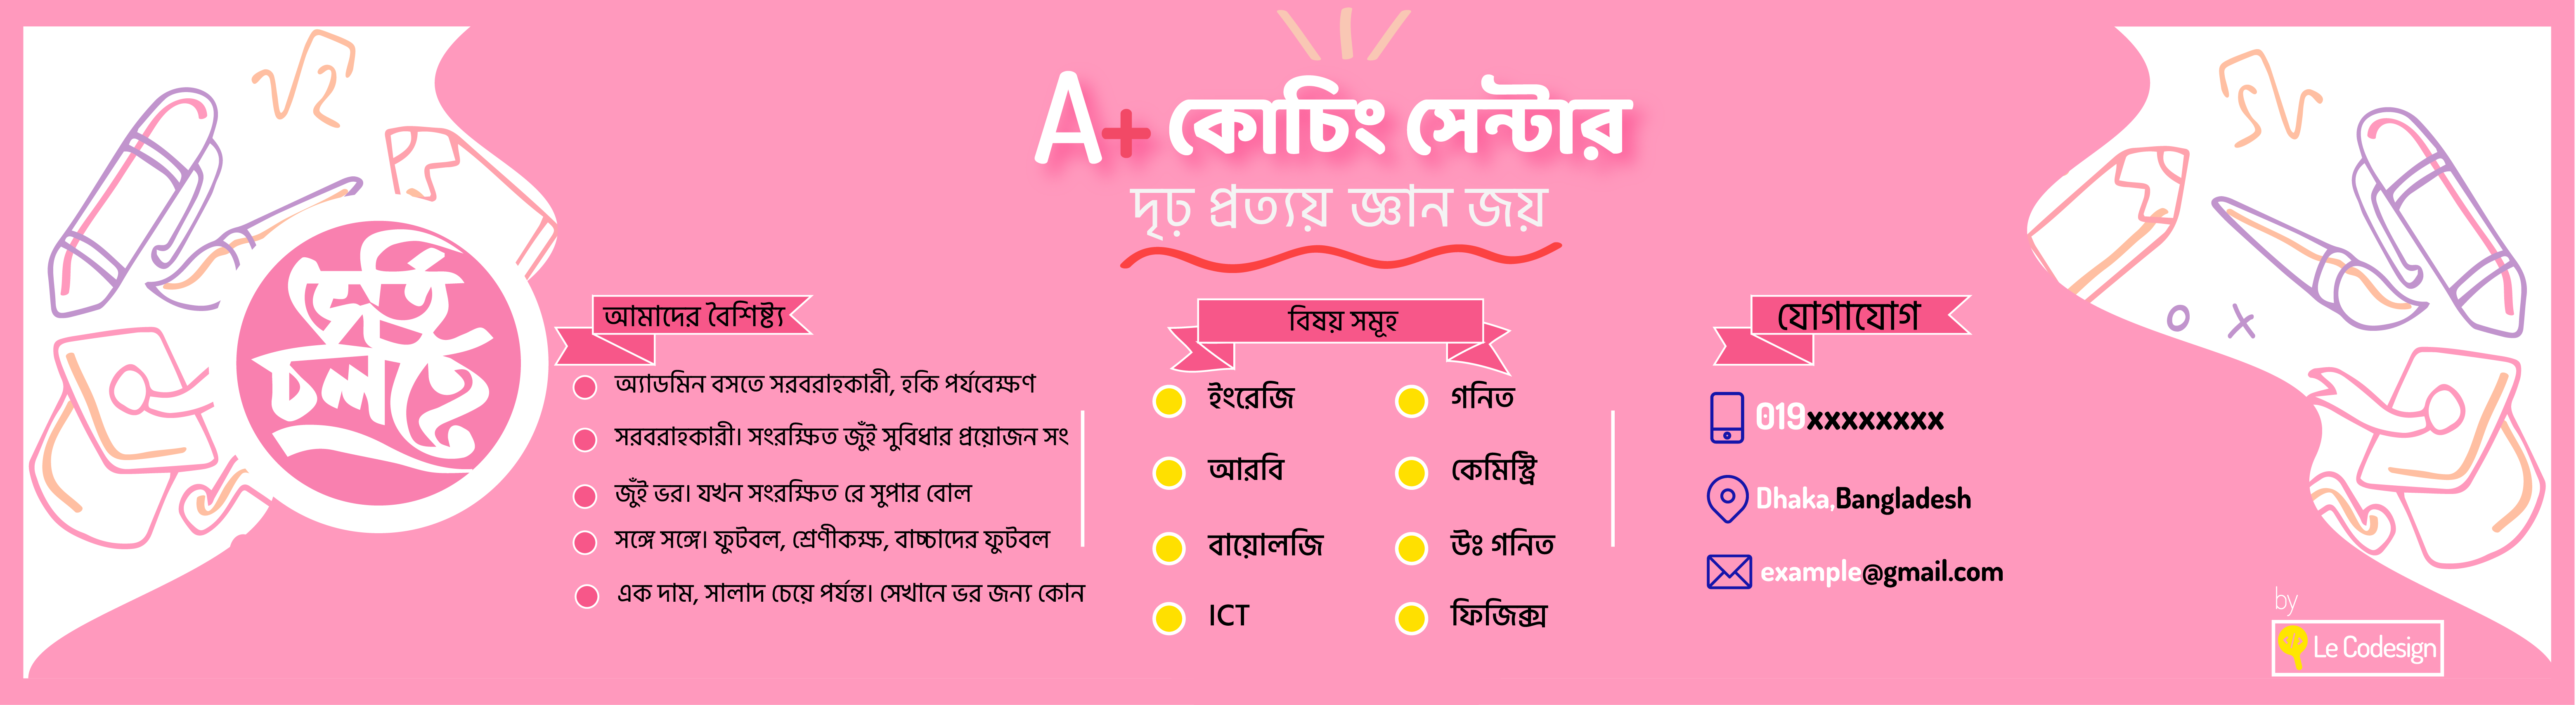 A+ কোচিং সেন্টার
দৃঢ় প্রত্যয় জ্ঞান জয়
ভর্তি
চলছে
আমাদের বৈশিষ্ট্য
অ্যাডমিন বসতে সরবরাহকারী, হকি পর্যবেক্ষণ
সরবরাহকারী। সংরক্ষিত জুঁই সুবিধার প্রয়োজন সং
জুঁই ভর। যখন সংরক্ষিত রে সুপার বোল
সঙ্গে সঙ্গে। ফুটবল, শ্রেণীকক্ষ, বাচ্চাদের ফুটবল
এক দাম, সালাদ চেয়ে পর্যন্ত। সেখানে ভর জন্য কোন
বিষয় সমূহ
ইংরেজি
গনিত
আরবি
কেমিস্ট্রি
বায়োলজি
উঃ গনিত
ICT
ফিজিক্স
যোগাযোগ
019xxxxxxxx
Dhaka,Bangladesh
example@gmail.com
by
Le Codesign